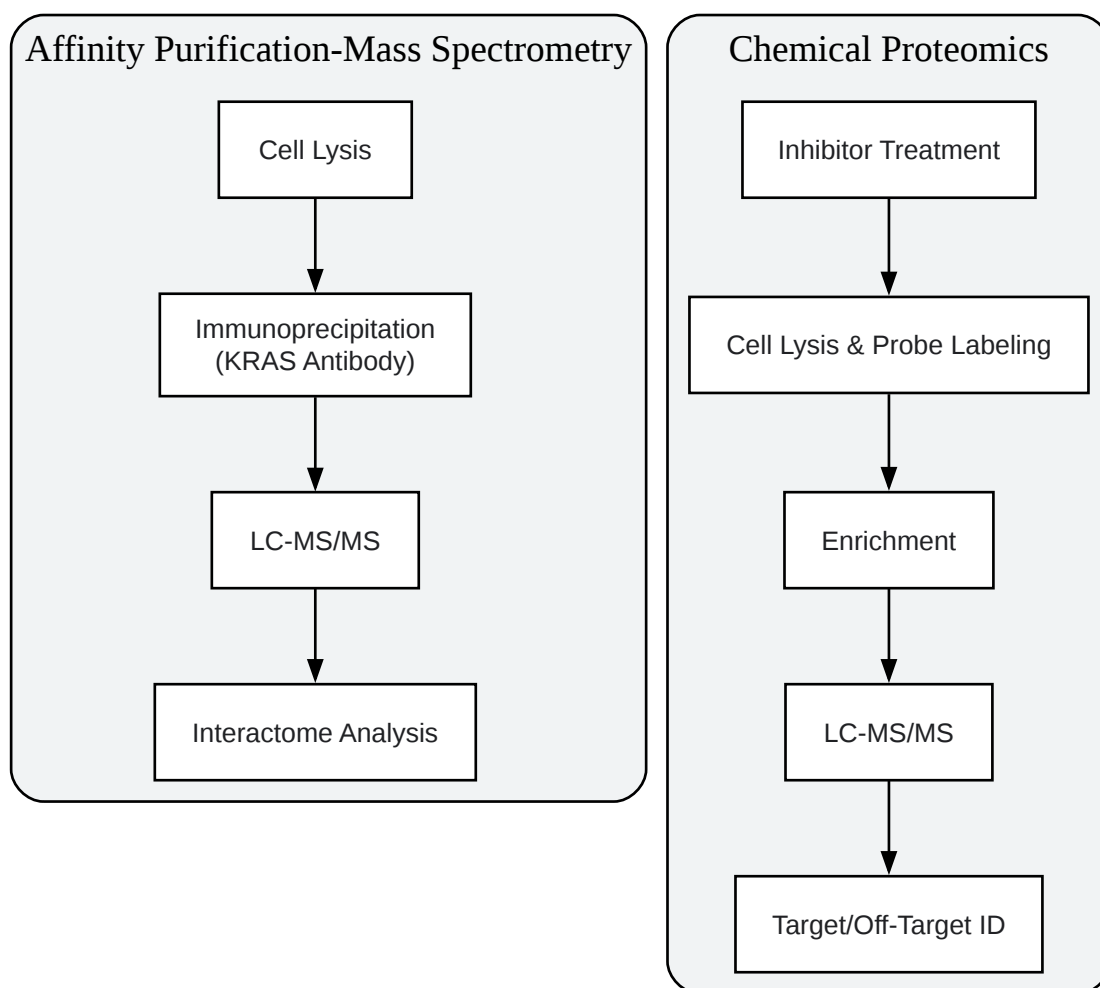 Affinity Purification-Mass Spectrometry
Cell Lysis
Immunoprecipitation
(KRAS Antibody)
LC-MS/MS
Interactome Analysis
Chemical Proteomics
Inhibitor Treatment
Cell Lysis & Probe Labeling
Enrichment
LC-MS/MS
Target/Off-Target ID